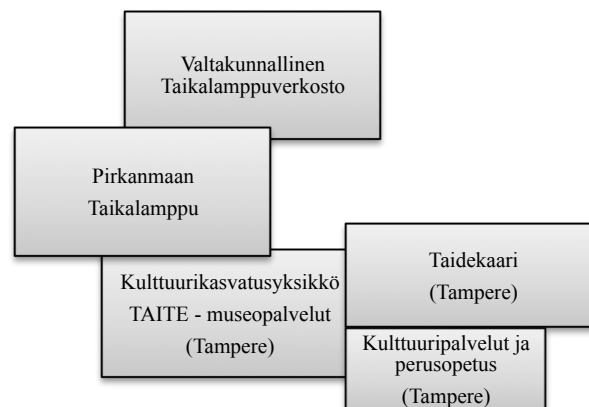 Valtakunnallinen
Taikalamppuverkosto
Pirkanmaan
Taikalamppu
Kulttuurikasvatusyksikkö
TAITE - museopalvelut
(Tampere)
Taidekaari
(Tampere)
Kulttuuripalvelut ja
perusopetus
(Tampere)